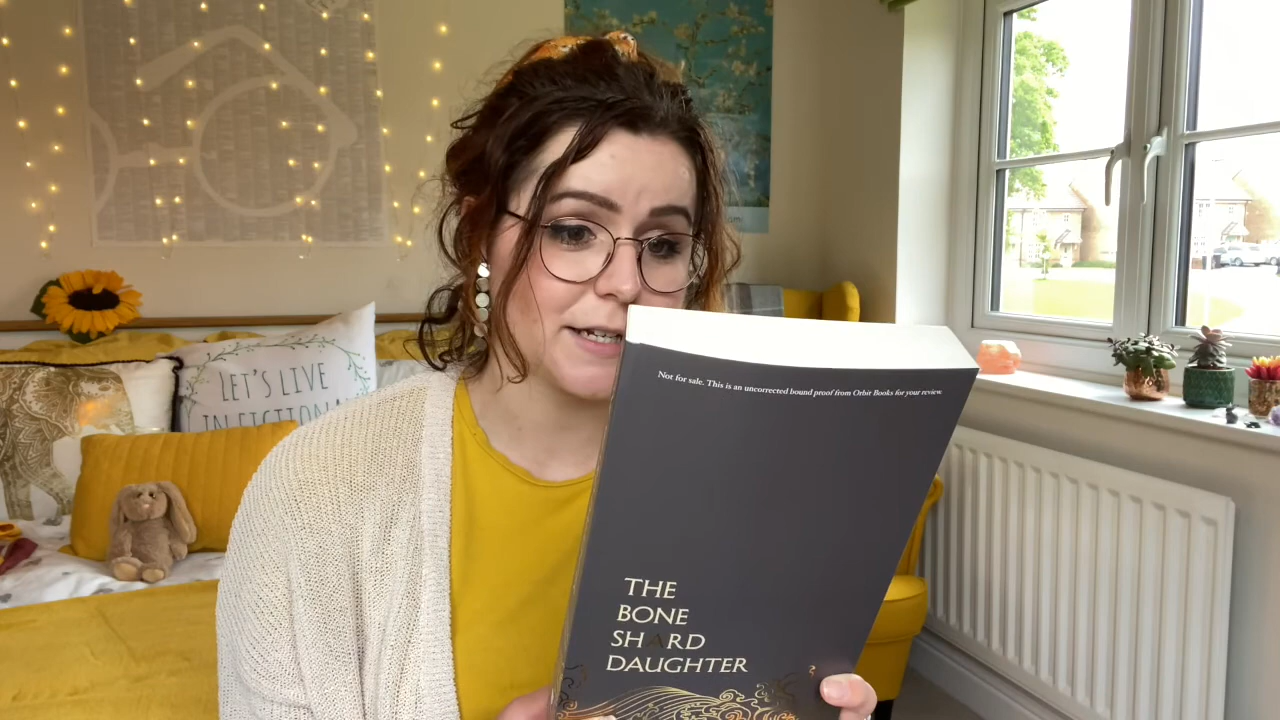 LET'S LIVE
IN FICTIONA
Not for sale. This is an uncorrected bound proof from Orbit Books for your review.
THE
BONE
SHARD
DAUGHTER